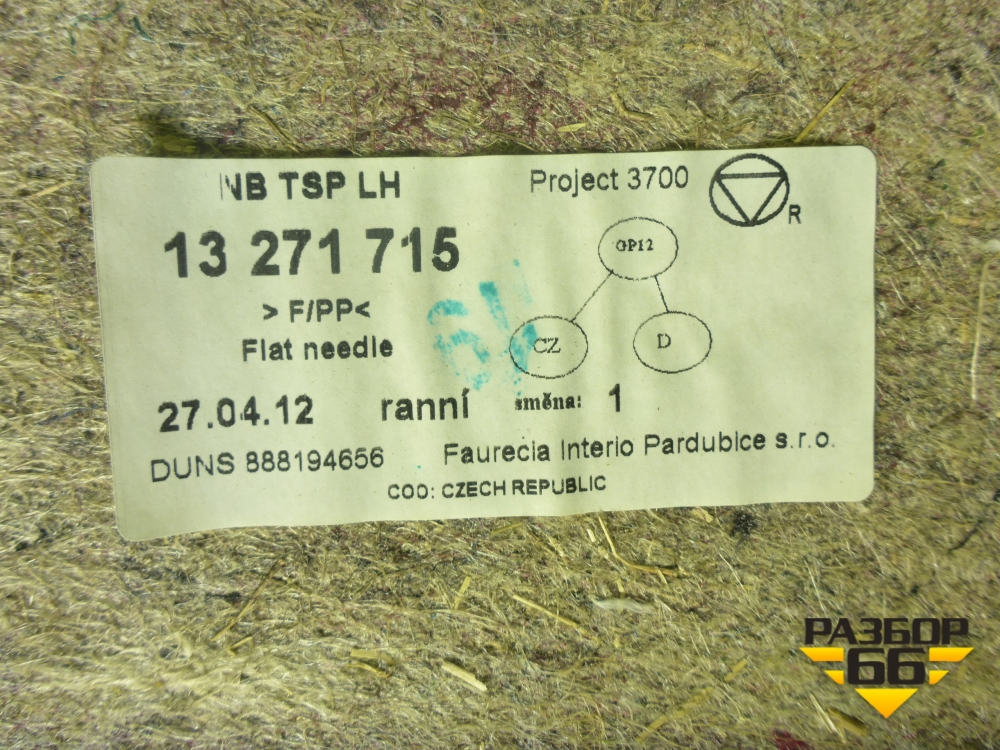 NB TSP LH
Project 3700
R
13 271 715
GP12
> F/PP<
Flat needle
CZ
D
27.04.12 ranní směna: 1
DUNS 888194656 Faurecia Interio Pardubice s.r.o.
COO: CZECH REPUBLIC
РАЗБОР
66